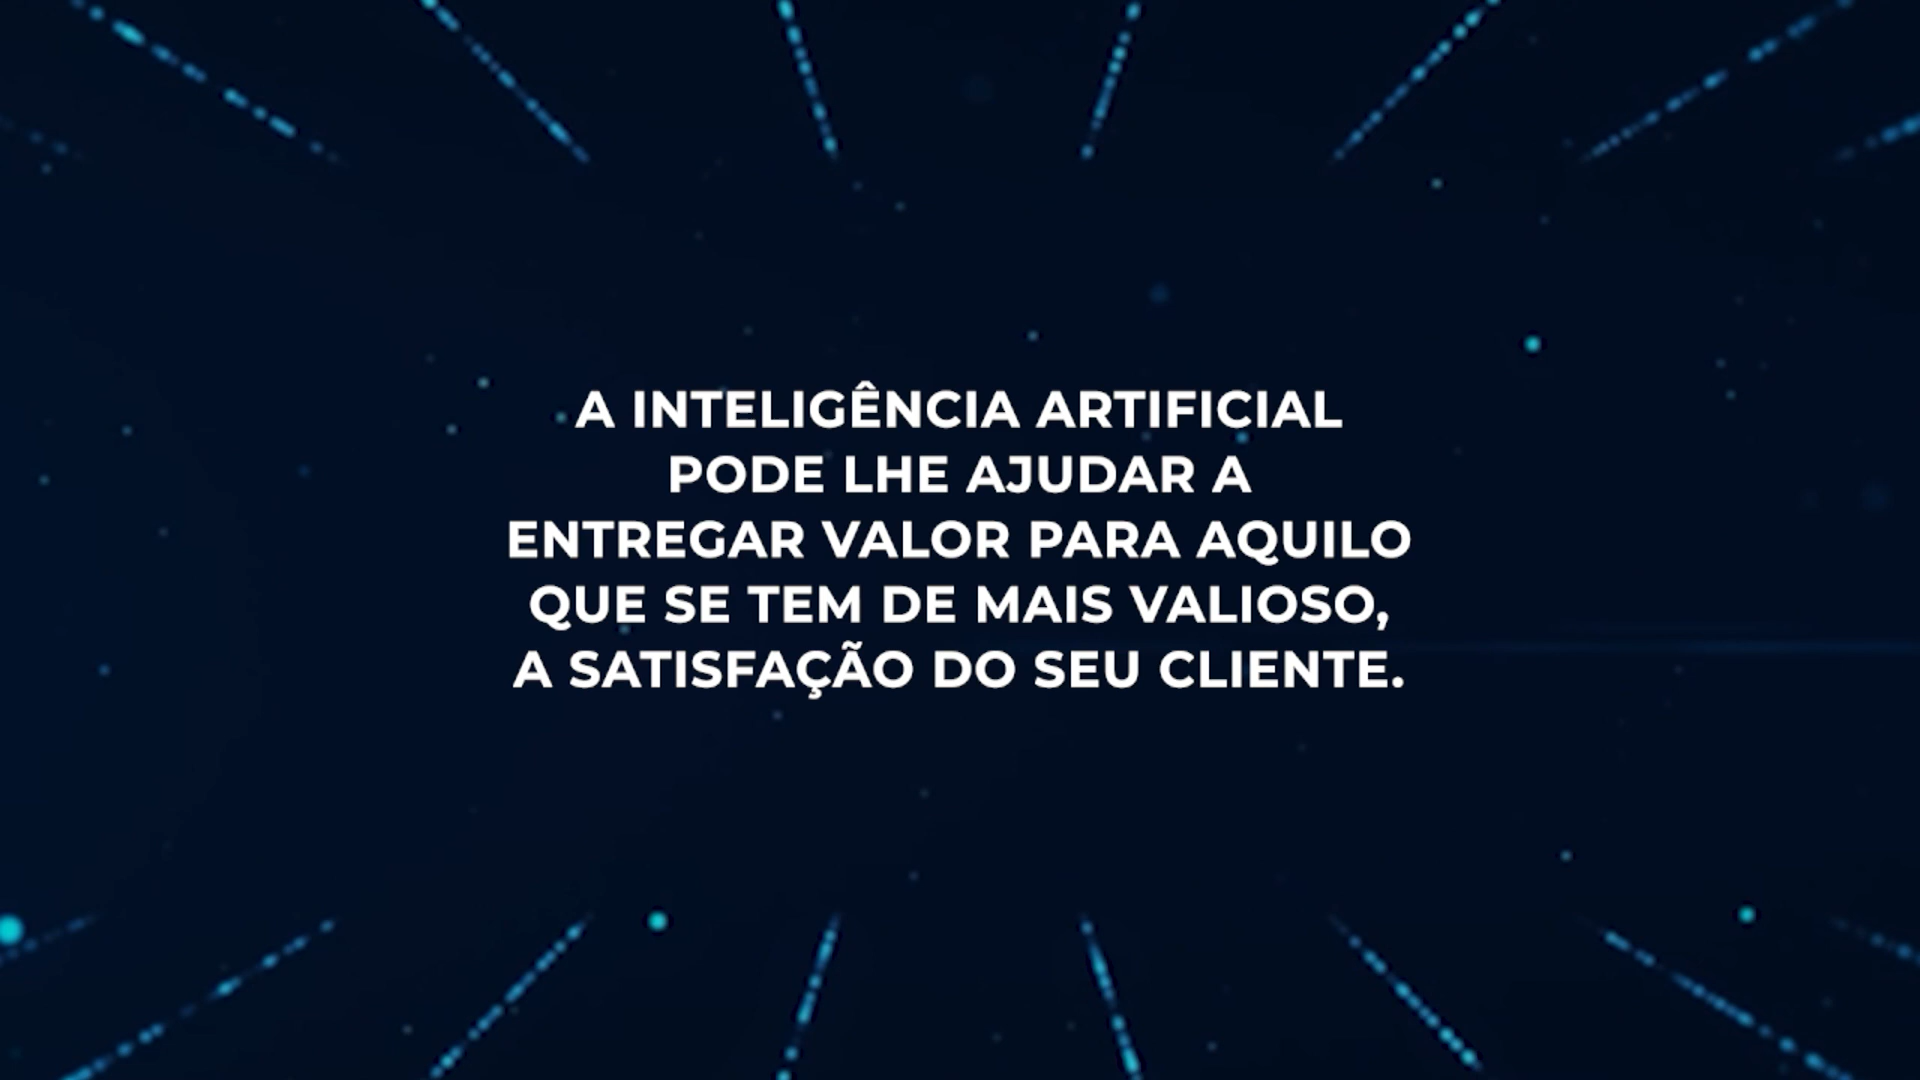 A INTELIGÊNCIA ARTIFICIAL
PODE LHE AJUDAR A
ENTREGAR VALOR PARA AQUILO
QUE SE TEM DE MAIS VALIOSO,
A SATISFAÇÃO DO SEU CLIENTE.